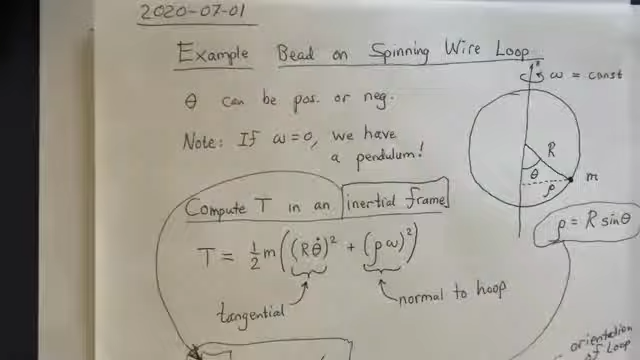 2020-07-01
Example Bead on Spinning Wire Loop
ω = const
θ can be pos. or neg.
Note: If ω=0, we have
a pendulum!
R
θ
ρ
m
Compute T in an inertial frame
ρ = R sinθ
T = 1/2 m((Rθ̇)² + (ρω)²)
tangential
normal to hoop
orientation
of Loop